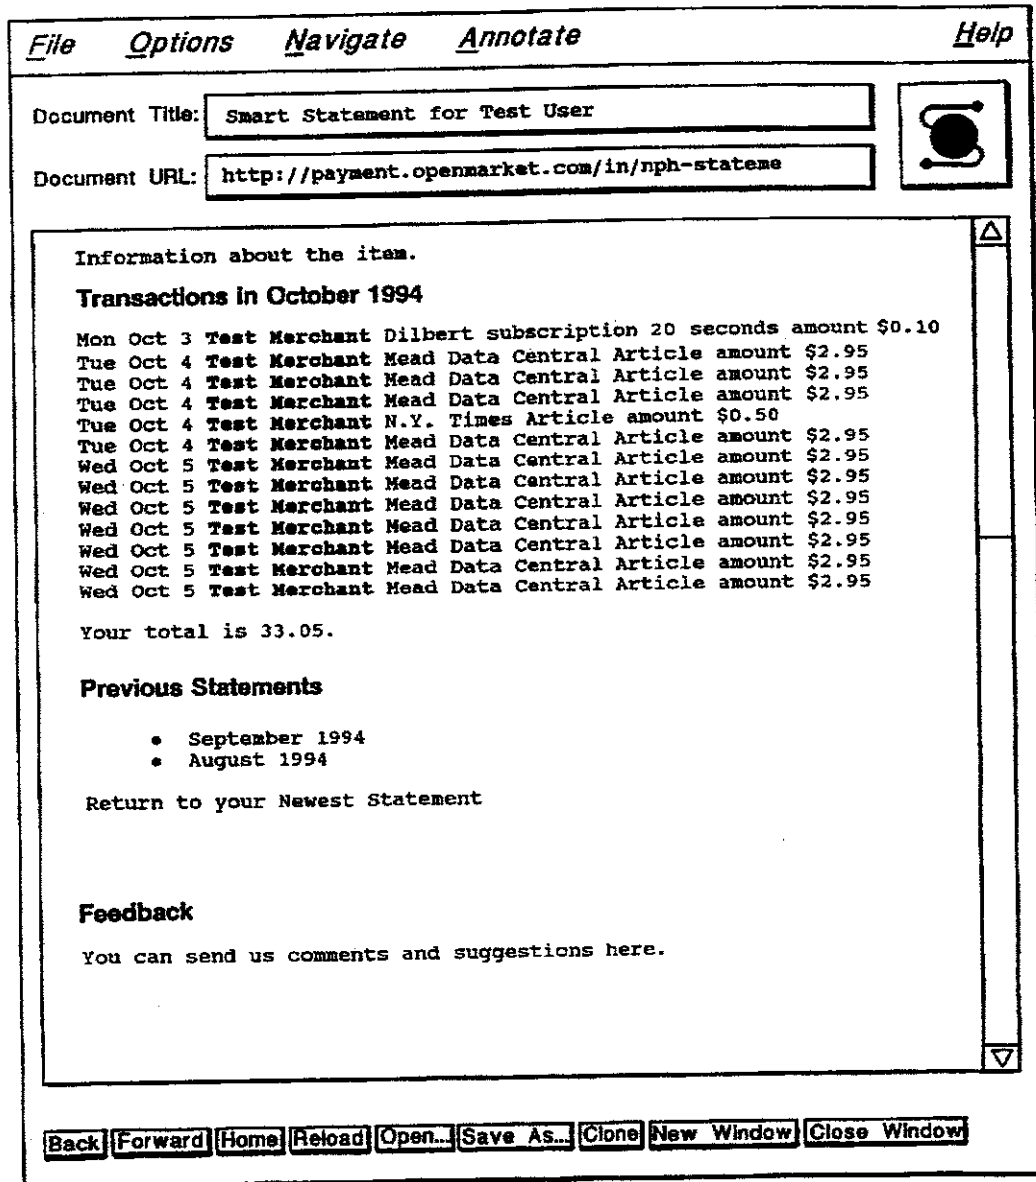 File Options Navigate Annotate Help
Document Title: Smart Statement for Test User
Document URL: http://payment.openmarket.com/in/nph-stateme
Information about the item.
Transactions in October 1994
Mon Oct 3 Test Merchant Dilbert subscription 20 seconds amount $0.10
Tue Oct 4 Test Merchant Mead Data Central Article amount $2.95
Tue Oct 4 Test Merchant Mead Data Central Article amount $2.95
Tue Oct 4 Test Merchant Mead Data Central Article amount $2.95
Tue Oct 4 Test Merchant N.Y. Times Article amount $0.50
Tue Oct 4 Test Merchant Mead Data Central Article amount $2.95
Wed Oct 5 Test Merchant Mead Data Central Article amount $2.95
Wed Oct 5 Test Merchant Mead Data Central Article amount $2.95
Wed Oct 5 Test Merchant Mead Data Central Article amount $2.95
Wed Oct 5 Test Merchant Mead Data Central Article amount $2.95
Wed Oct 5 Test Merchant Mead Data Central Article amount $2.95
Wed Oct 5 Test Merchant Mead Data Central Article amount $2.95
Wed Oct 5 Test Merchant Mead Data Central Article amount $2.95
Your total is 33.05.
Previous Statements
• September 1994
• August 1994
Return to your Newest Statement
Feedback
You can send us comments and suggestions here.
Back Forward Home Reload Open... Save As... Clone New Window Close Window